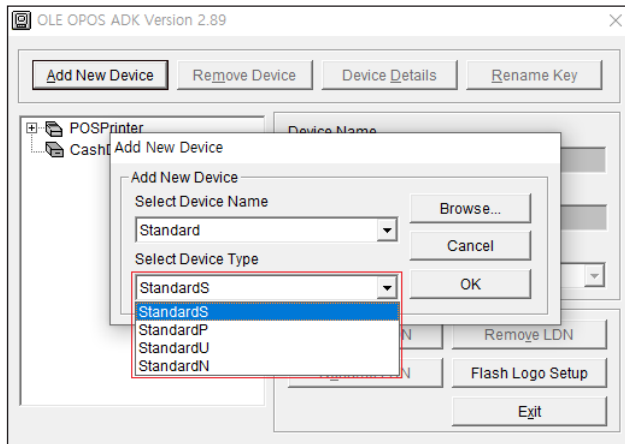 OLE OPOS ADK Version 2.89
Add New Device
Remove Device
Device Details
Rename Key
POSPrinter
Device Name
Add New Device
Add New Device
Select Device Name
Standard
Select Device Type
StandardS
StandardS
StandardP
StandardU
StandardN
Browse...
Cancel
OK
Remove LDN
Flash Logo Setup
Exit